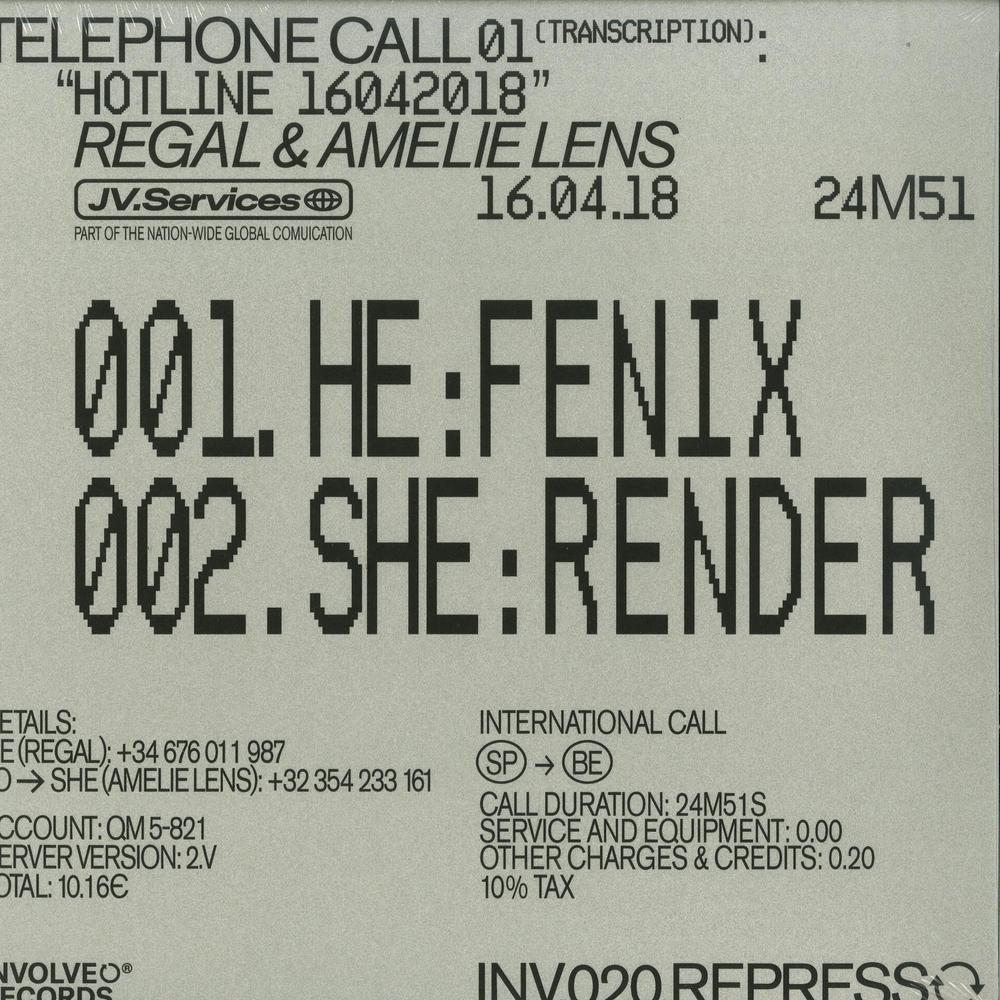 TELEPHONE CALL 01 (TRANSCRIPTION):
“HOTLINE 16042018”
REGAL & AMELIE LENS
JV.Services
16.04.18
24M51
PART OF THE NATION-WIDE GLOBAL COMUICATION
001. HE:FENIX
002. SHE:RENDER
ETAILS:
E (REGAL): +34 676 011 987
O → SHE (AMELIE LENS): +32 354 233 161
CCOUNT: QM 5-821
ERVER VERSION: 2.V
OTAL: 10.16€
INTERNATIONAL CALL
SP → BE
CALL DURATION: 24M51S
SERVICE AND EQUIPMENT: 0.00
OTHER CHARGES & CREDITS: 0.20
10% TAX
NVOLVE®
ECORDS
INV020 REPRESS